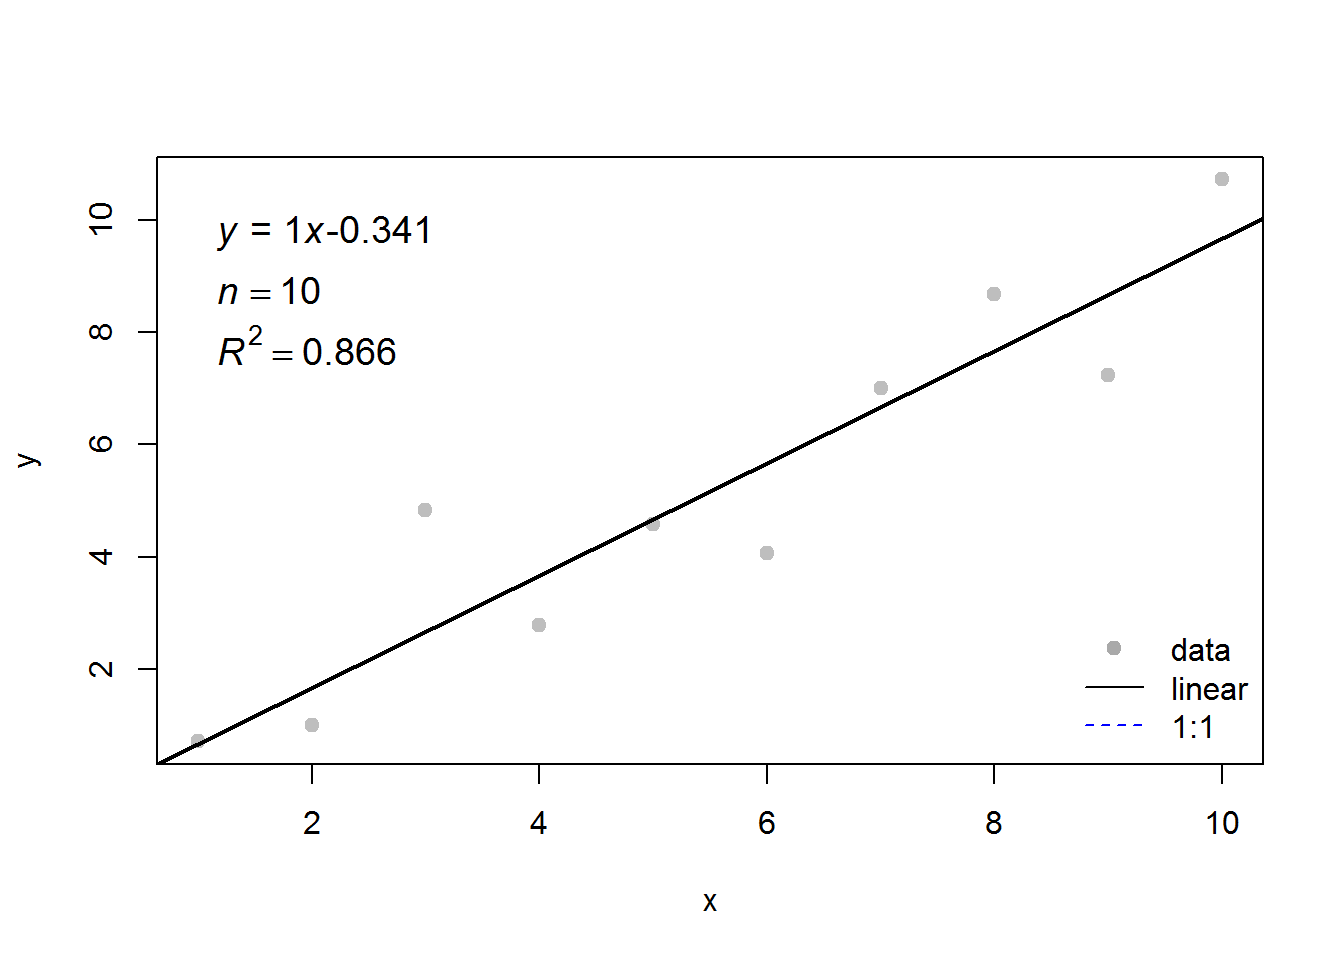 y = 1x-0.341
n = 10
R² = 0.866
10
8
6
4
2
y
data
linear
1:1
2 4 6 8 10
x